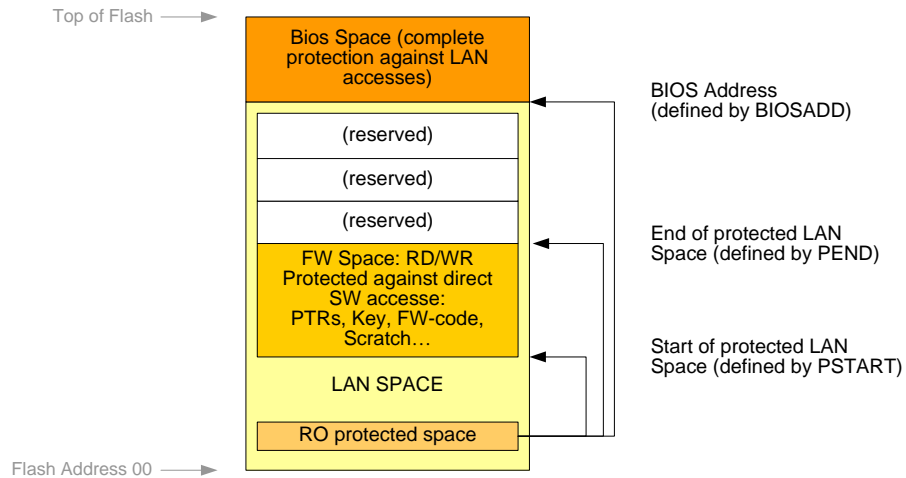 Top of Flash
Bios Space (complete
protection against LAN
accesses)
BIOS Address
(defined by BIOSADD)
(reserved)
(reserved)
(reserved)
End of protected LAN
Space (defined by PEND)
FW Space: RD/WR
Protected against direct
SW accesse:
PTRs, Key, FW-code,
Scratch…
Start of protected LAN
Space (defined by PSTART)
LAN SPACE
RO protected space
Flash Address 00